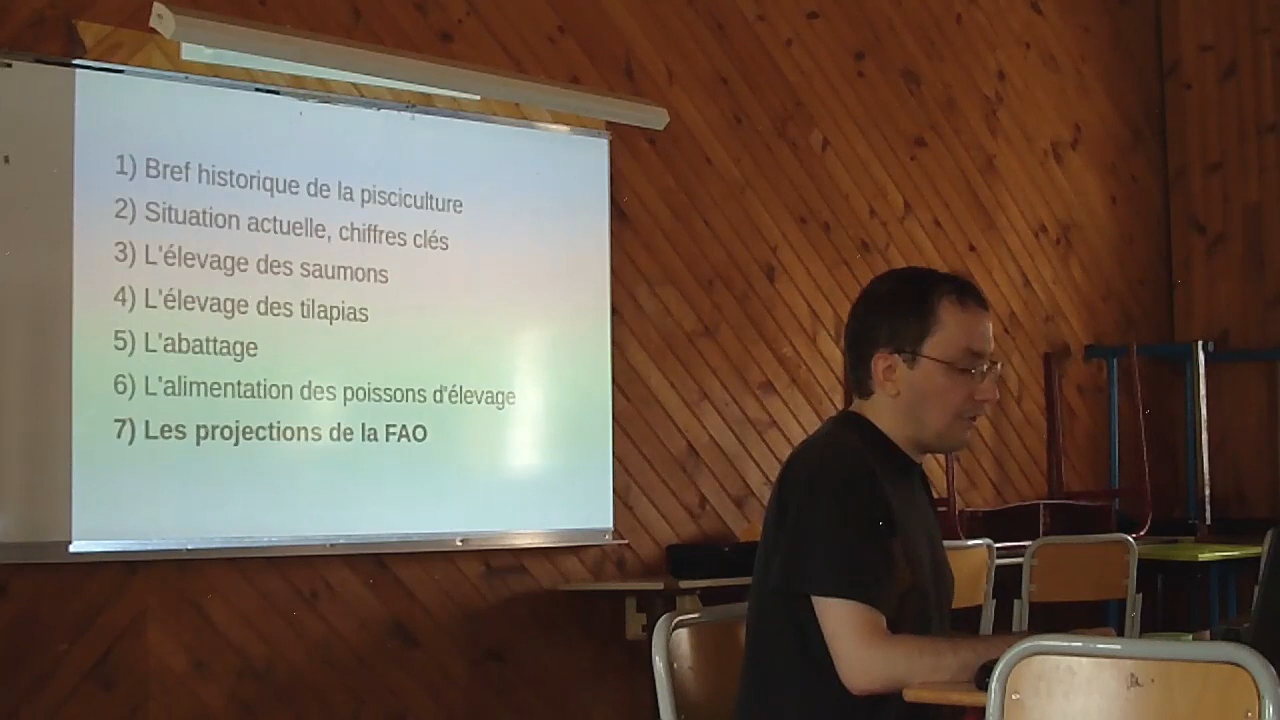 1) Bref historique de la pisciculture
2) Situation actuelle, chiffres clés
3) L'élevage des saumons
4) L'élevage des tilapias
5) L'abattage
6) L'alimentation des poissons d'élevage
7) Les projections de la FAO